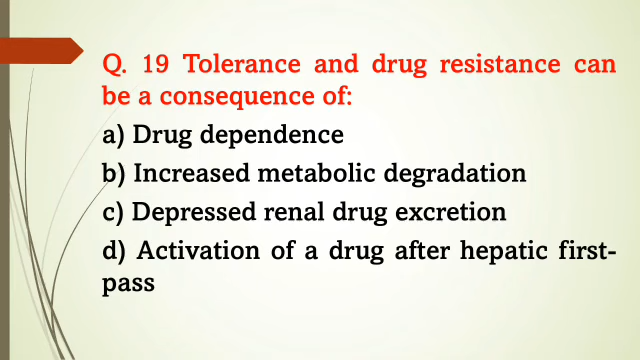 Q. 19 Tolerance and drug resistance can
be a consequence of:
a) Drug dependence
b) Increased metabolic degradation
c) Depressed renal drug excretion
d) Activation of a drug after hepatic first-
pass